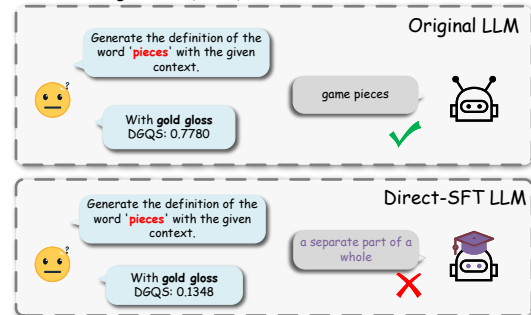 Original LLM
Generate the definition of the
word 'pieces' with the given
context.
game pieces
With gold gloss
DGQS: 0.7780
Direct-SFT LLM
Generate the definition of the
word 'pieces' with the given
context.
a separate part of a
whole
With gold gloss
DGQS: 0.1348